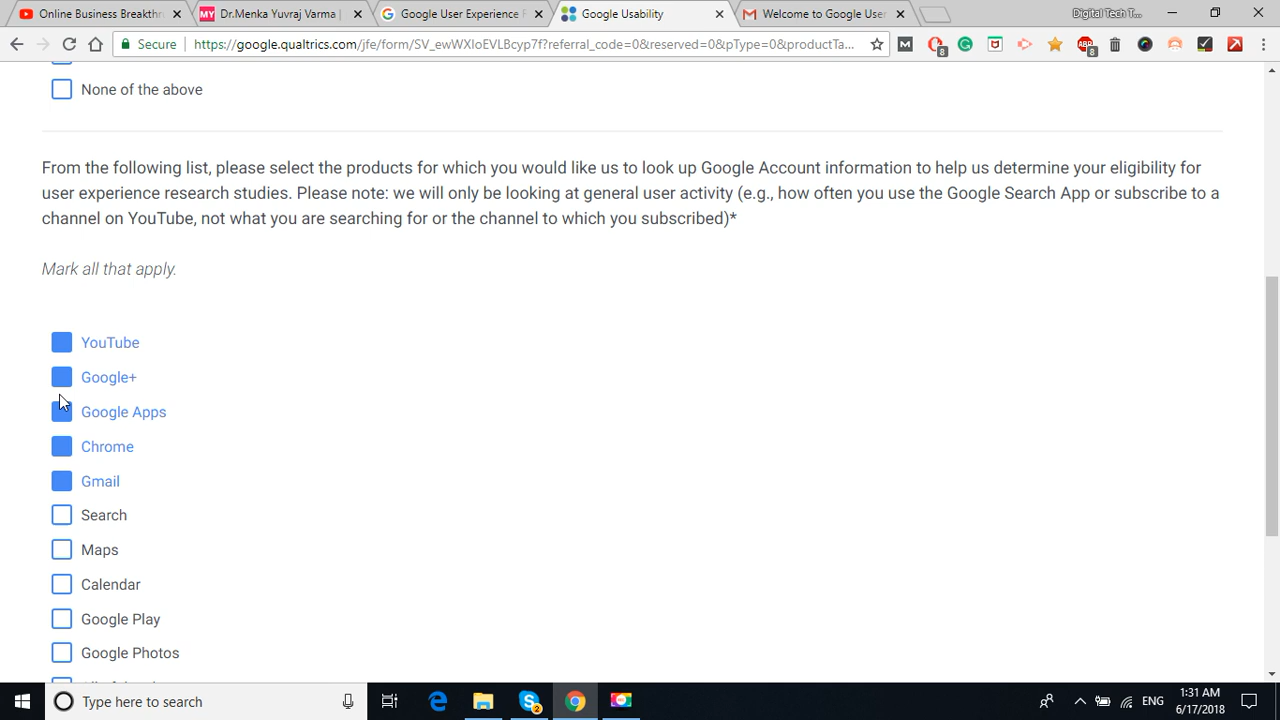 Online Business Breakthr
Dr.Menka Yuvraj Varma |
Google User Experience R
Google Usability
Welcome to Google User
Digital Tech T...
Secure
https://google.qualtrics.com/jfe/form/SV_ewWXIoEVLBcyp7f?referral_code=0&reserved=0&pType=0&productTa...
None of the above
From the following list, please select the products for which you would like us to look up Google Account information to help us determine your eligibility for
user experience research studies. Please note: we will only be looking at general user activity (e.g., how often you use the Google Search App or subscribe to a
channel on YouTube, not what you are searching for or the channel to which you subscribed)*
Mark all that apply.
YouTube
Google+
Google Apps
Chrome
Gmail
Search
Maps
Calendar
Google Play
Google Photos
Type here to search
ENG
1:31 AM
6/17/2018